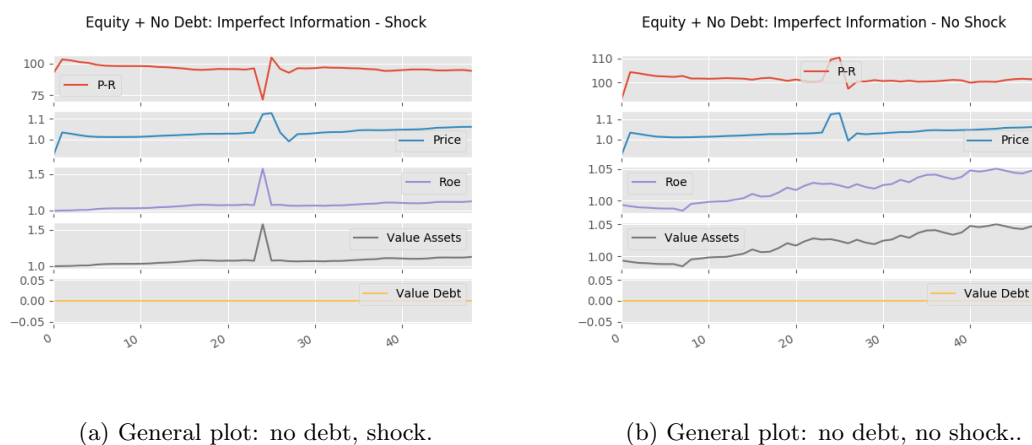 Equity + No Debt: Imperfect Information - Shock
100
75
P-R
1.1
1.0
Price
1.5
1.0
Roe
1.5
1.0
Value Assets
0.05
0.00
−0.05
Value Debt
0
10
20
30
40
(a) General plot: no debt, shock.
Equity + No Debt: Imperfect Information - No Shock
110
100
P-R
1.1
1.0
Price
1.05
1.00
Roe
1.05
1.00
Value Assets
0.05
0.00
−0.05
Value Debt
0
10
20
30
40
(b) General plot: no debt, no shock..